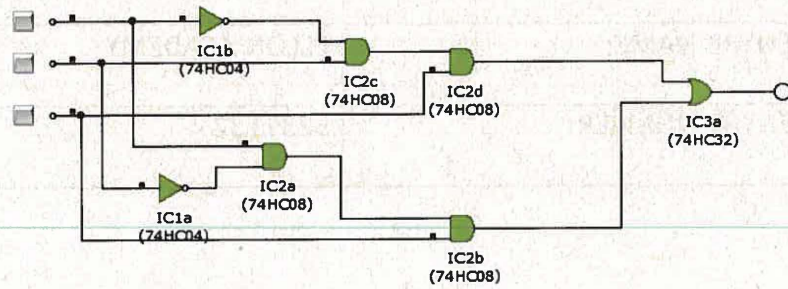 IC1b
(74HC04)
IC2c
(74HC08)
IC2d
(74HC08)
IC3a
(74HC32)
IC2a
(74HC08)
IC1a
(74HC04)
IC2b
(74HC08)